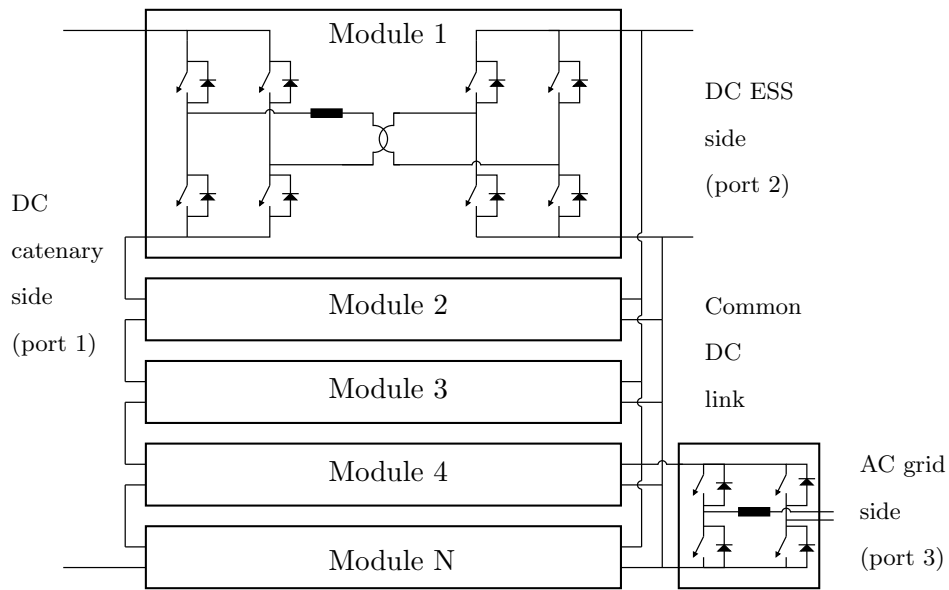 Module 1
DC ESS
side
(port 2)
DC
catenary
side
(port 1)
Module 2
Common
DC
link
Module 3
Module 4
AC grid
side
(port 3)
Module N